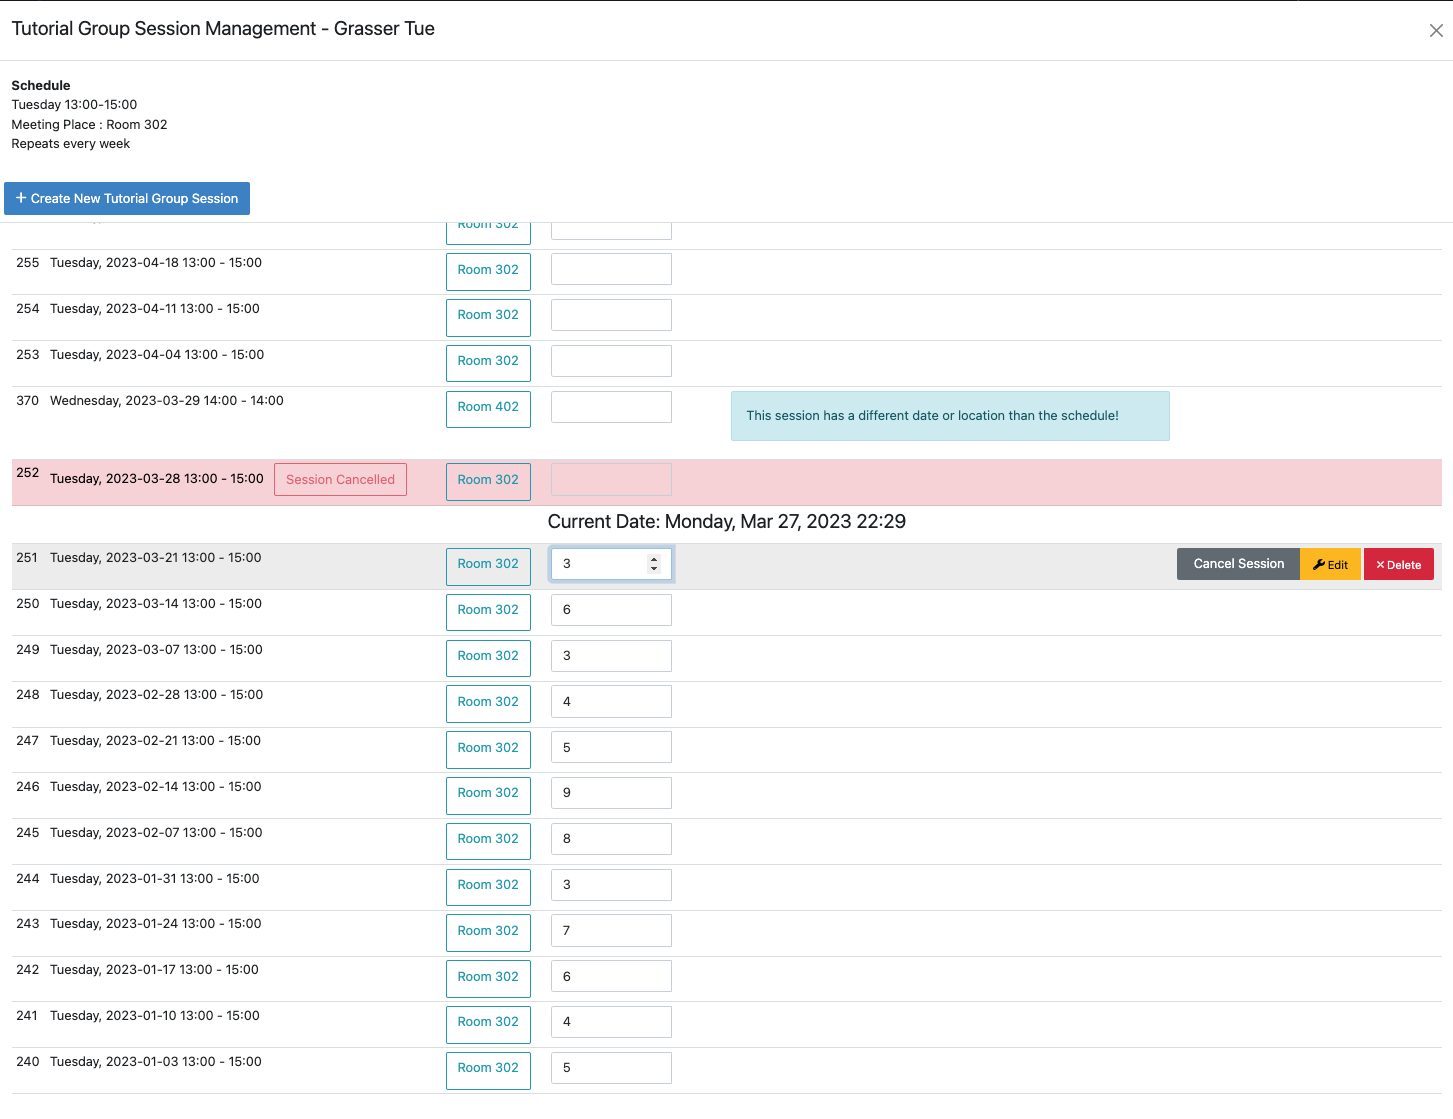 Tutorial Group Session Management - Grasser Tue
Schedule
Tuesday 13:00-15:00
Meeting Place : Room 302
Repeats every week
+ Create New Tutorial Group Session
Room 302
255 Tuesday, 2023-04-18 13:00 - 15:00 Room 302
254 Tuesday, 2023-04-11 13:00 - 15:00 Room 302
253 Tuesday, 2023-04-04 13:00 - 15:00 Room 302
370 Wednesday, 2023-03-29 14:00 - 14:00 Room 402 This session has a different date or location than the schedule!
252 Tuesday, 2023-03-28 13:00 - 15:00 Session Cancelled Room 302
Current Date: Monday, Mar 27, 2023 22:29
251 Tuesday, 2023-03-21 13:00 - 15:00 Room 302 3 Cancel Session Edit × Delete
250 Tuesday, 2023-03-14 13:00 - 15:00 Room 302 6
249 Tuesday, 2023-03-07 13:00 - 15:00 Room 302 3
248 Tuesday, 2023-02-28 13:00 - 15:00 Room 302 4
247 Tuesday, 2023-02-21 13:00 - 15:00 Room 302 5
246 Tuesday, 2023-02-14 13:00 - 15:00 Room 302 9
245 Tuesday, 2023-02-07 13:00 - 15:00 Room 302 8
244 Tuesday, 2023-01-31 13:00 - 15:00 Room 302 3
243 Tuesday, 2023-01-24 13:00 - 15:00 Room 302 7
242 Tuesday, 2023-01-17 13:00 - 15:00 Room 302 6
241 Tuesday, 2023-01-10 13:00 - 15:00 Room 302 4
240 Tuesday, 2023-01-03 13:00 - 15:00 Room 302 5